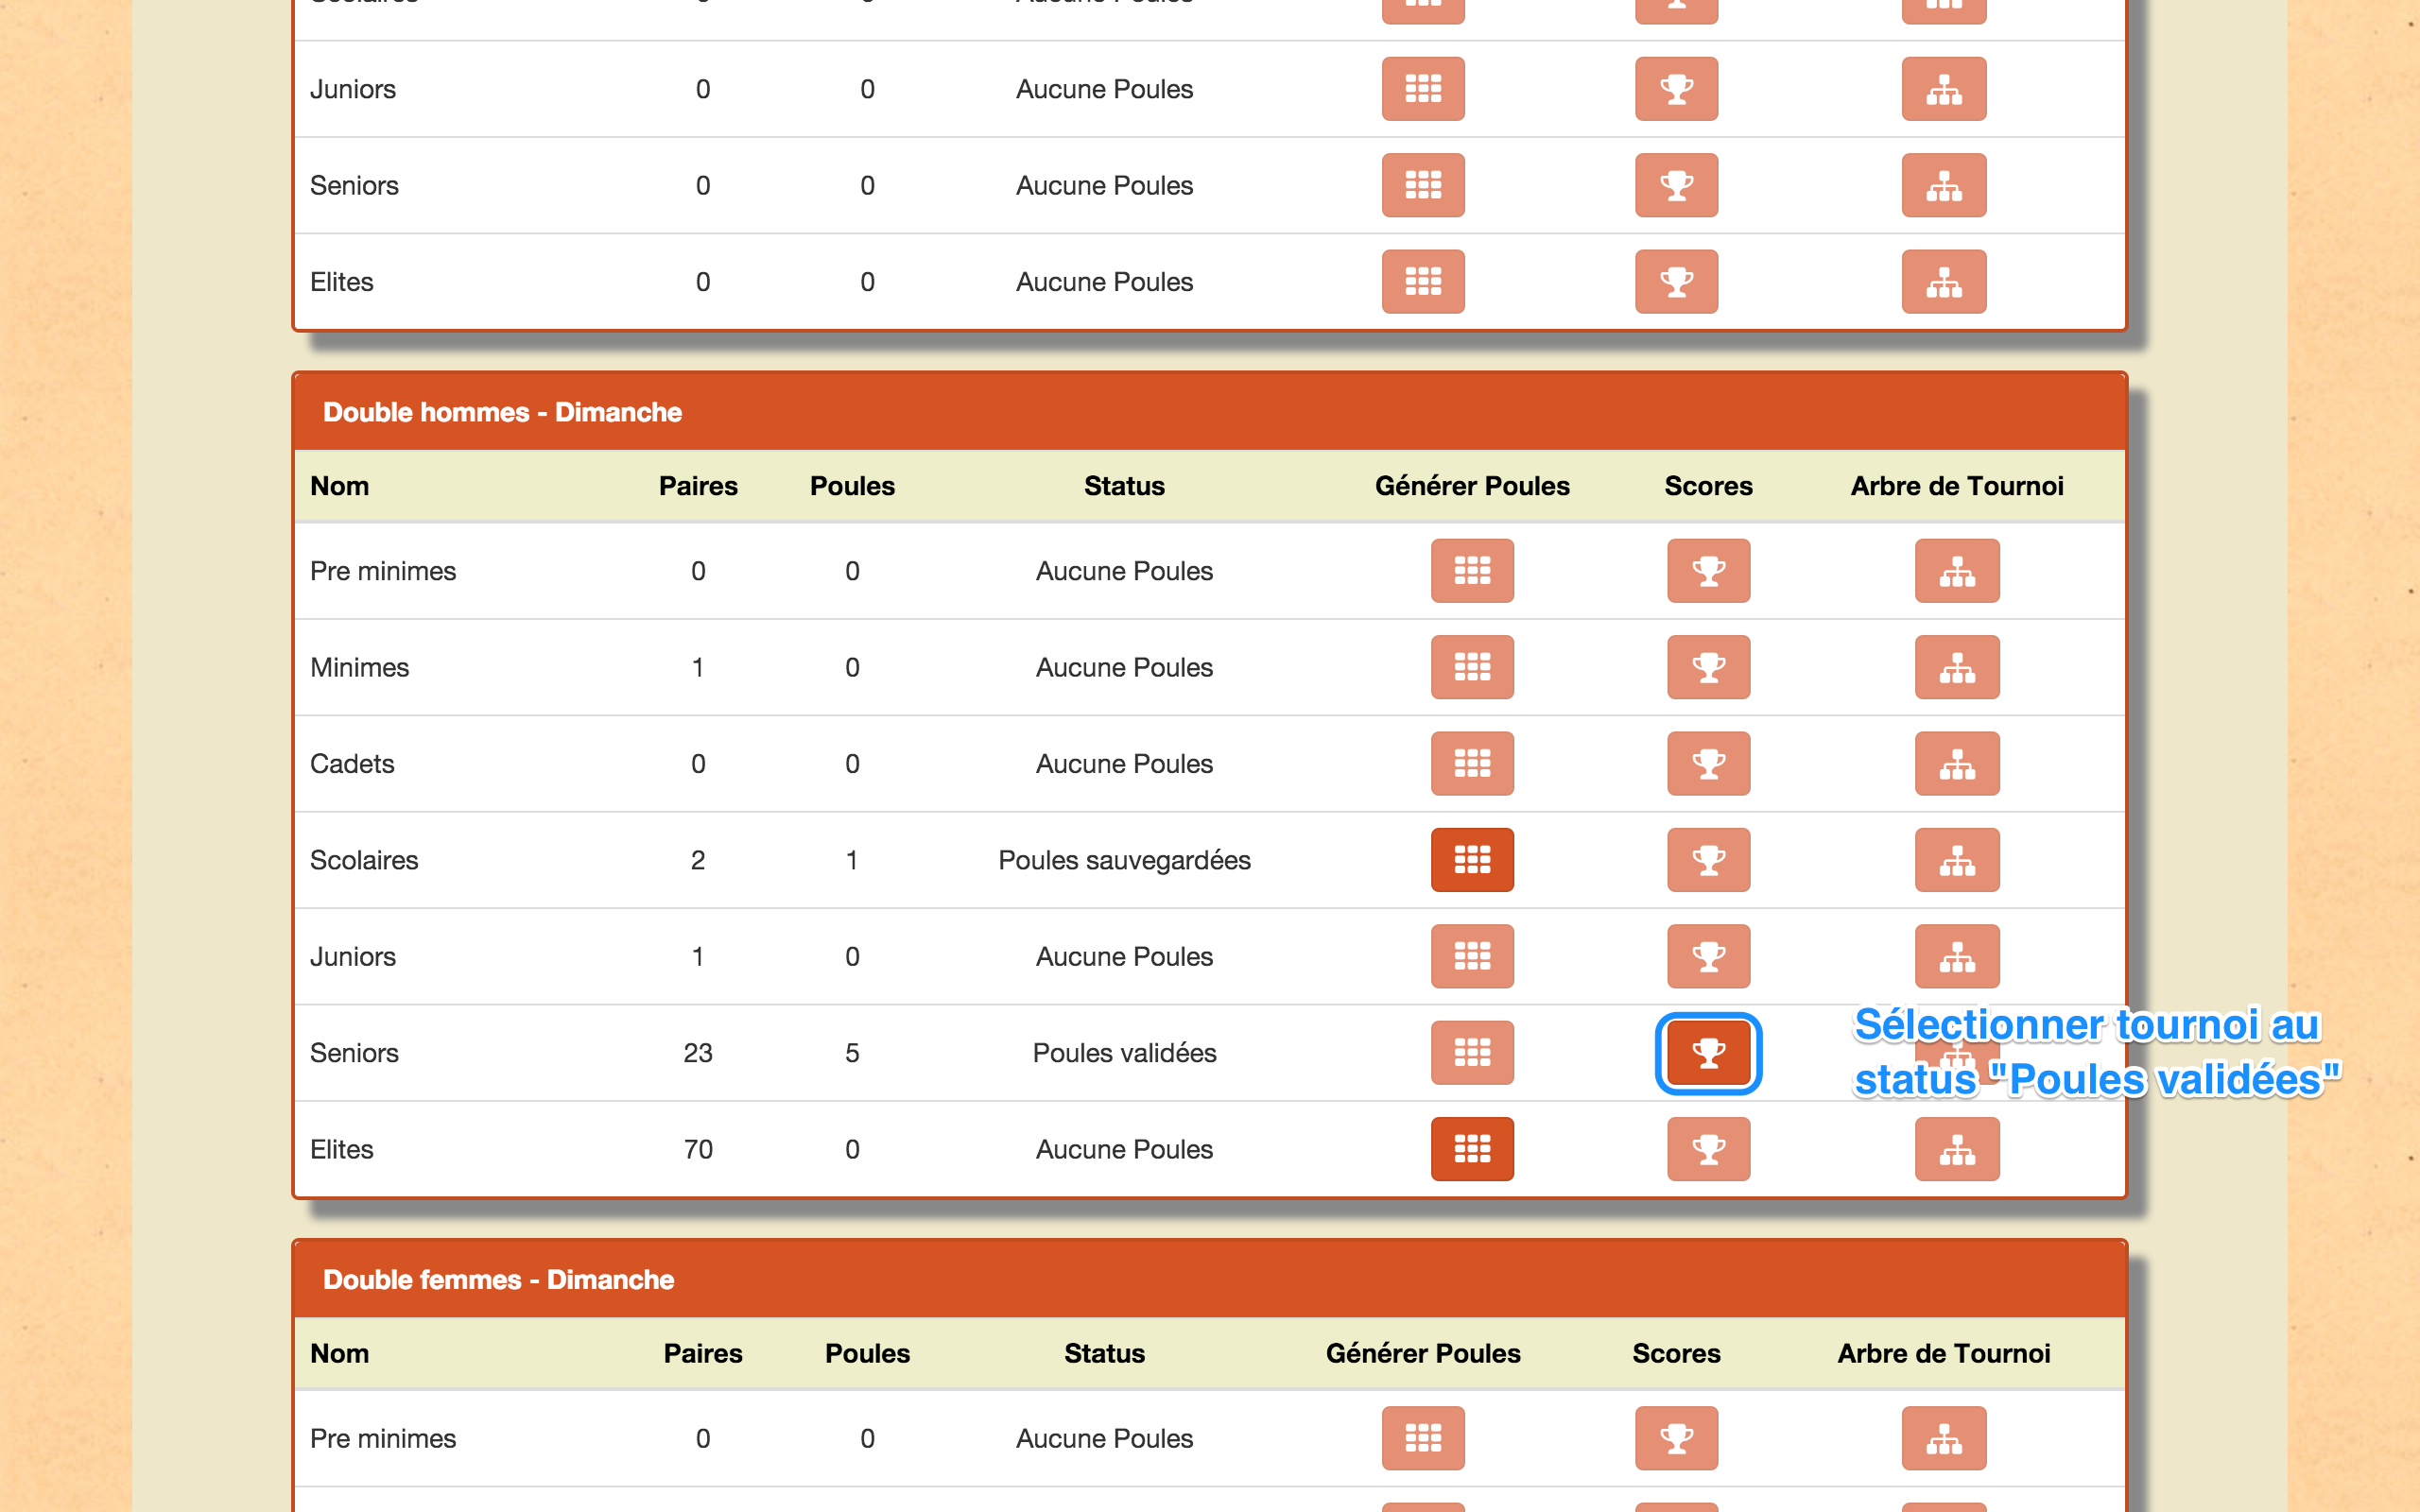 Juniors 0 0 Aucune Poules
Seniors 0 0 Aucune Poules
Elites 0 0 Aucune Poules
Double hommes - Dimanche
Nom Paires Poules Status Générer Poules Scores Arbre de Tournoi
Pre minimes 0 0 Aucune Poules
Minimes 1 0 Aucune Poules
Cadets 0 0 Aucune Poules
Scolaires 2 1 Poules sauvegardées
Juniors 1 0 Aucune Poules
Seniors 23 5 Poules validées
Sélectionner tournoi au
status "Poules validées"
Elites 70 0 Aucune Poules
Double femmes - Dimanche
Nom Paires Poules Status Générer Poules Scores Arbre de Tournoi
Pre minimes 0 0 Aucune Poules